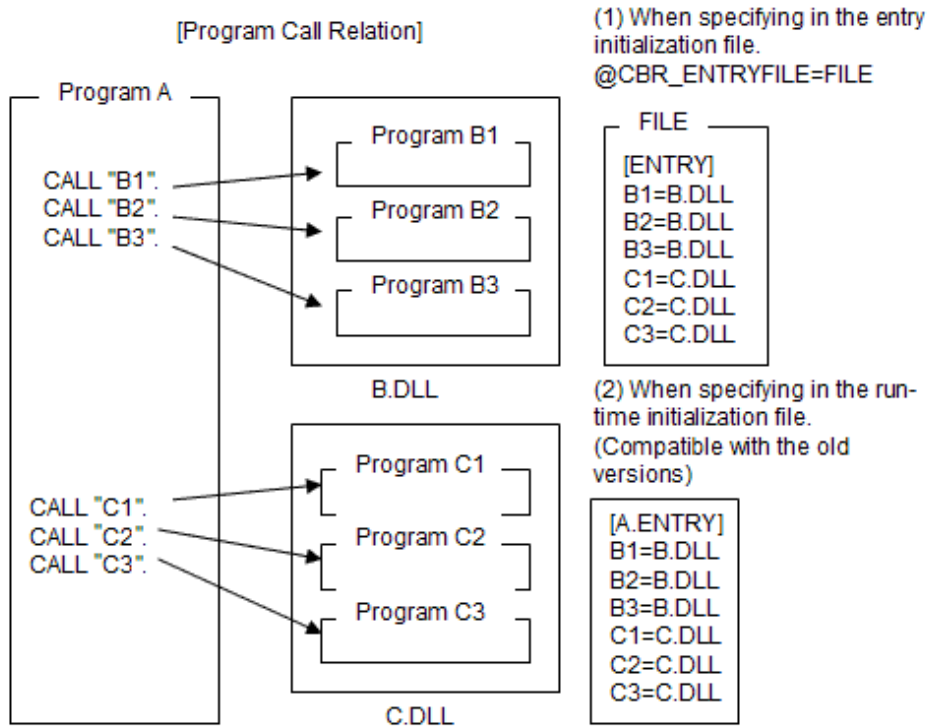 [Program Call Relation]
Program A
CALL "B1".
CALL "B2".
CALL "B3".
CALL "C1".
CALL "C2".
CALL "C3".
Program B1
Program B2
Program B3
B.DLL
Program C1
Program C2
Program C3
C.DLL
(1) When specifying in the entry
initialization file.
@CBR_ENTRYFILE=FILE
FILE
[ENTRY]
B1=B.DLL
B2=B.DLL
B3=B.DLL
C1=C.DLL
C2=C.DLL
C3=C.DLL
(2) When specifying in the run-
time initialization file.
(Compatible with the old
versions)
[A.ENTRY]
B1=B.DLL
B2=B.DLL
B3=B.DLL
C1=C.DLL
C2=C.DLL
C3=C.DLL